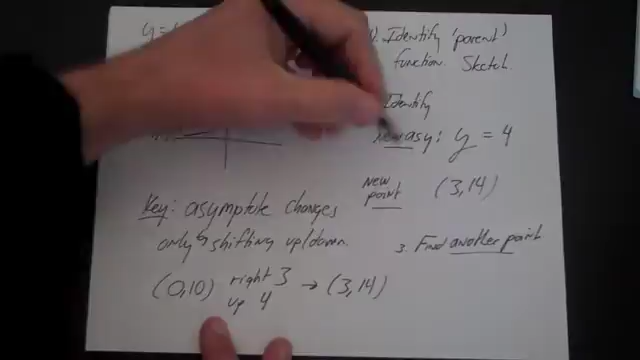 y=
1). Identify 'parent'
function. Sketch.
Identify
new asy: y = 4
new
point (3,14)
Key: asymptote changes
only w/ shifting up/down.
3. Find another point
(0,10) right 3 → (3,14)
up 4